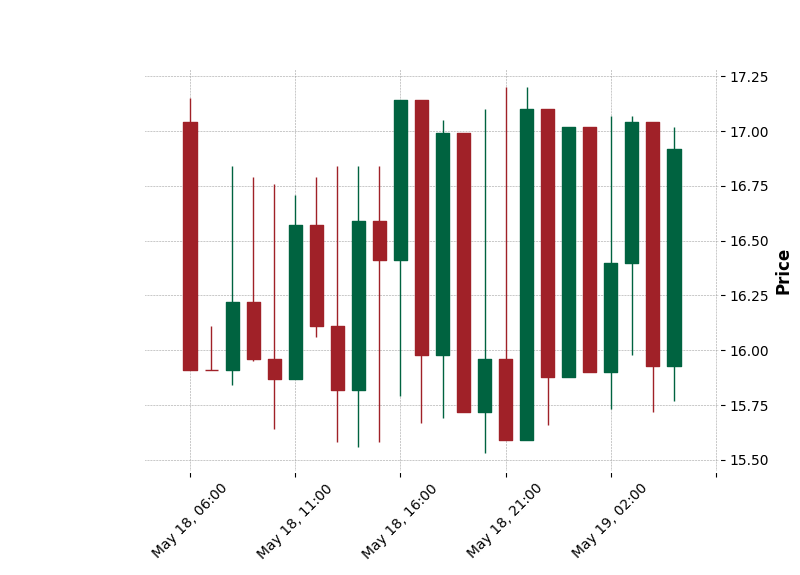 17.25
17.00
16.75
16.50
16.25
16.00
15.75
15.50
Price
May 18, 06:00
May 18, 11:00
May 18, 16:00
May 18, 21:00
May 19, 02:00